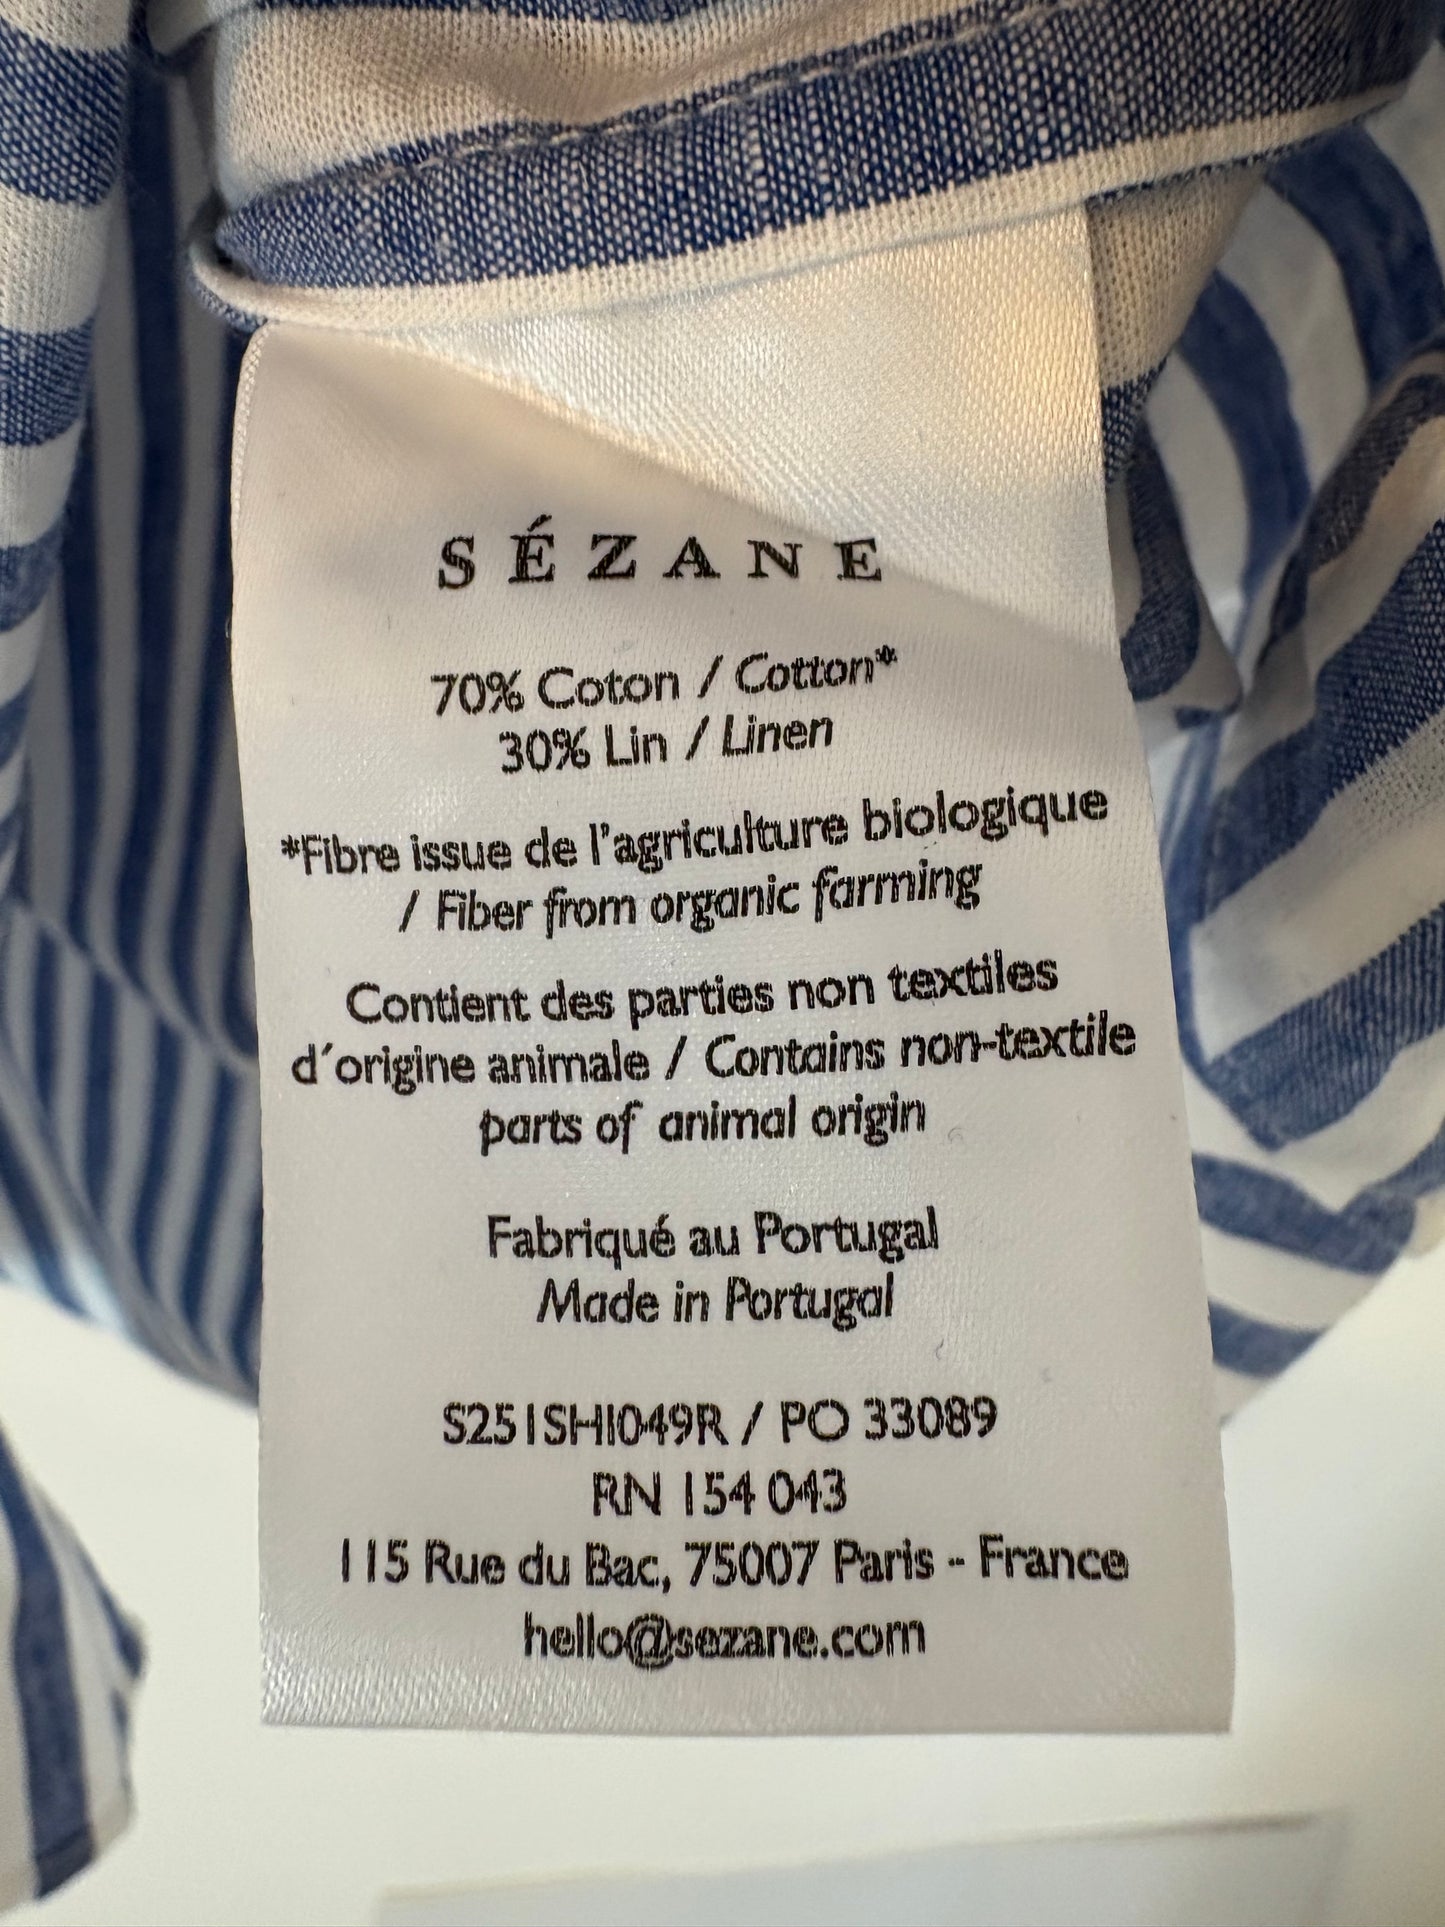 SÉZANE
70% Coton / Cotton*
30% Lin / Linen
*Fibre issue de l'agriculture biologique
/ Fiber from organic farming
Contient des parties non textiles
d´origine animale / Contains non-textile
parts of animal origin
Fabriqué au Portugal
Made in Portugal
S251SHI049R / PO 33089
RN 154 043
115 Rue du Bac, 75007 Paris - France
hello@sezane.com